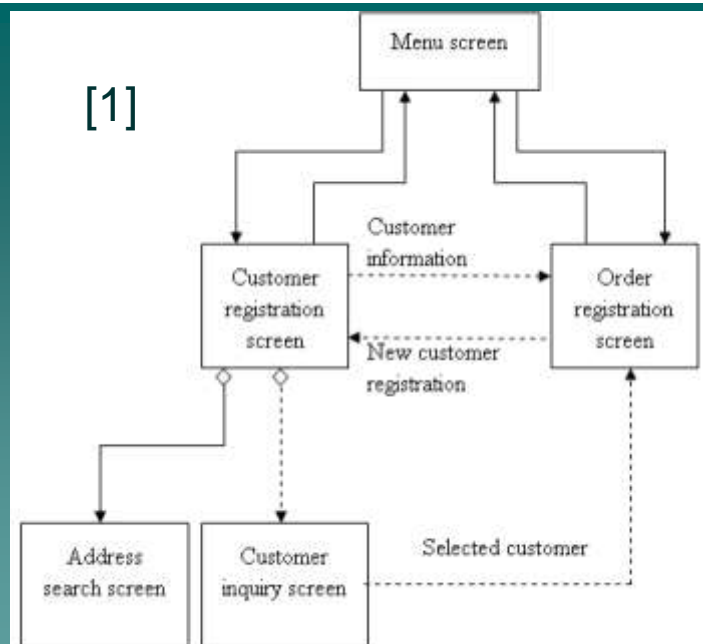 Menu screen
[1]
Customer
information
Customer
registration
screen
Order
registration
screen
New customer
registration
Address
search screen
Customer
inquiry screen
Selected customer